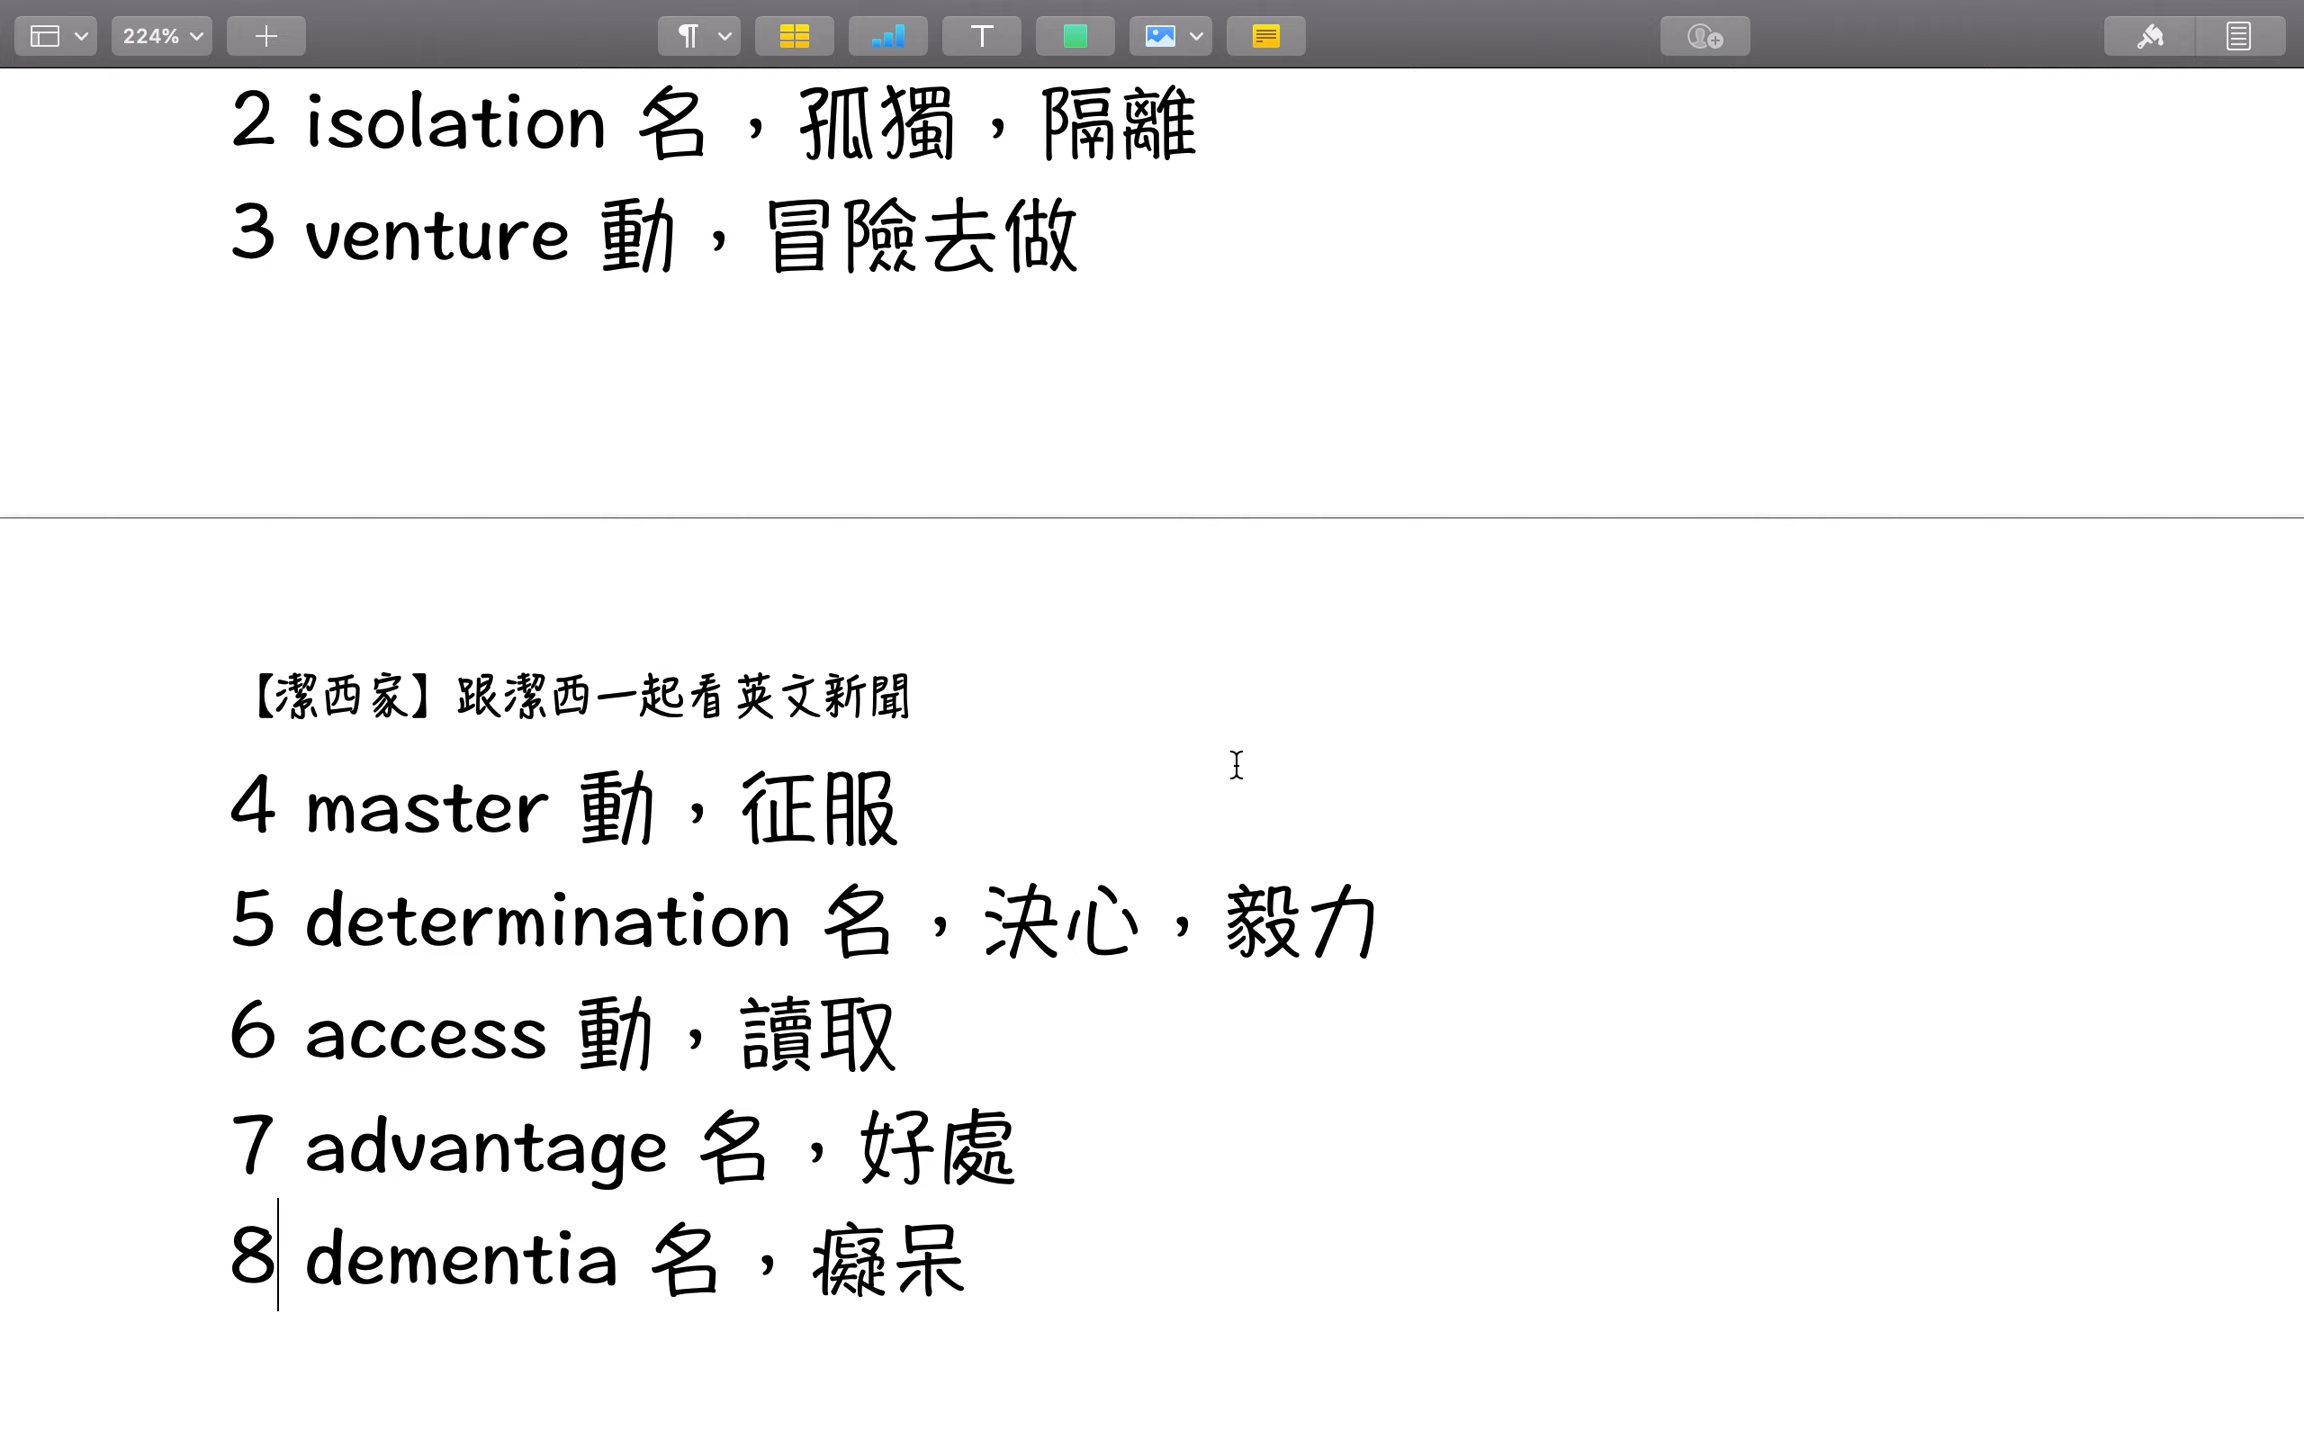 224%
2 isolation 名，孤獨，隔離
3 venture 動，冒險去做
【潔西家】跟潔西一起看英文新聞
4 master 動，征服
5 determination 名，決心，毅力
6 access 動，讀取
7 advantage 名，好處
8 dementia 名，癡呆